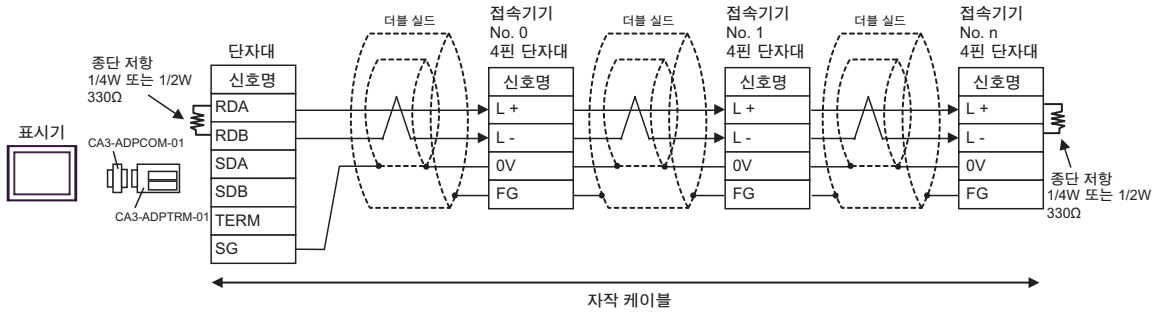 표시기
종단 저항
1/4W 또는 1/2W
330Ω
CA3-ADPCOM-01
CA3-ADPTRM-01
단자대
신호명
RDA
RDB
SDA
SDB
TERM
SG
더블 실드
접속기기
No. 0
4핀 단자대
신호명
L +
L -
0V
FG
더블 실드
접속기기
No. 1
4핀 단자대
신호명
L +
L -
0V
FG
더블 실드
접속기기
No. n
4핀 단자대
신호명
L +
L -
0V
FG
종단 저항
1/4W 또는 1/2W
330Ω
자작 케이블